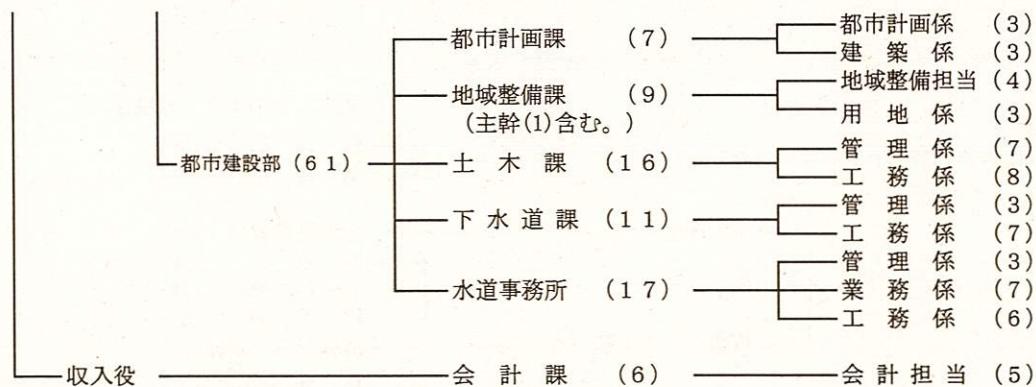 都市計画課 (7) 都市計画係 (3)
建築係 (3)
地域整備課 (9) 地域整備担当 (4)
(主幹(1)含む。) 用地係 (3)
都市建設部 (61) 土木課 (16) 管理係 (7)
工務係 (8)
下水道課 (11) 管理係 (3)
工務係 (7)
管理係 (3)
水道事務所 (17) 業務係 (7)
工務係 (6)
収入役 会計課 (6) 会計担当 (5)